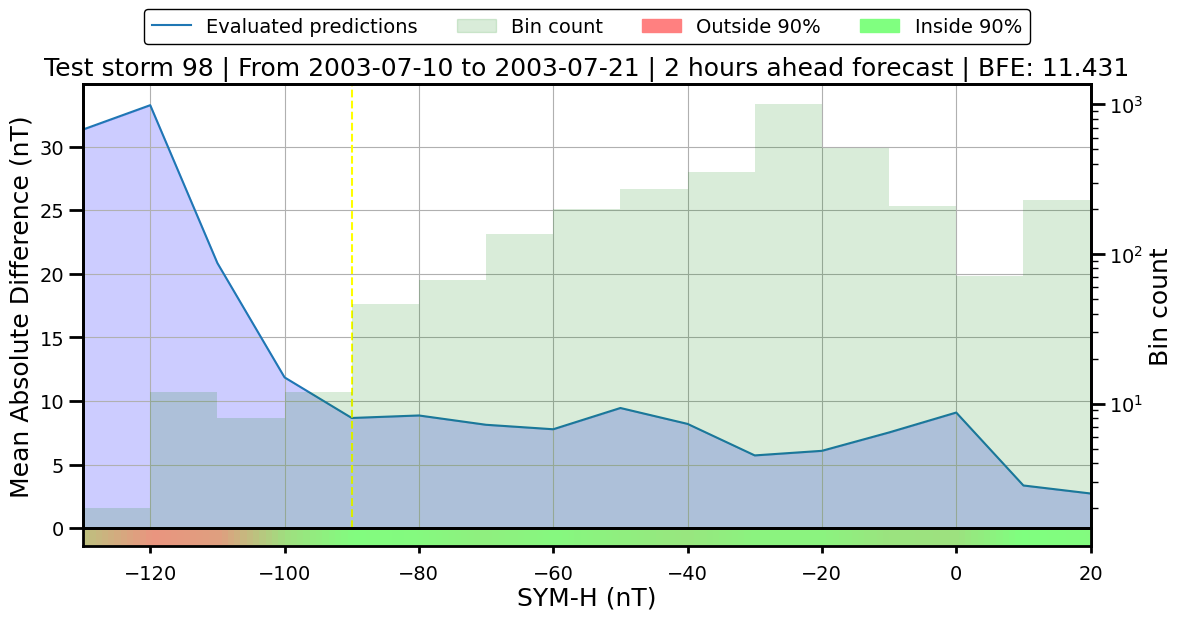 Evaluated predictions Bin count Outside 90% Inside 90%
Test storm 98 | From 2003-07-10 to 2003-07-21 | 2 hours ahead forecast | BFE: 11.431
Mean Absolute Difference (nT)
30
25
20
15
10
5
0
10³
10²
10¹
Bin count
−120 −100 −80 −60 −40 −20 0 20
SYM-H (nT)